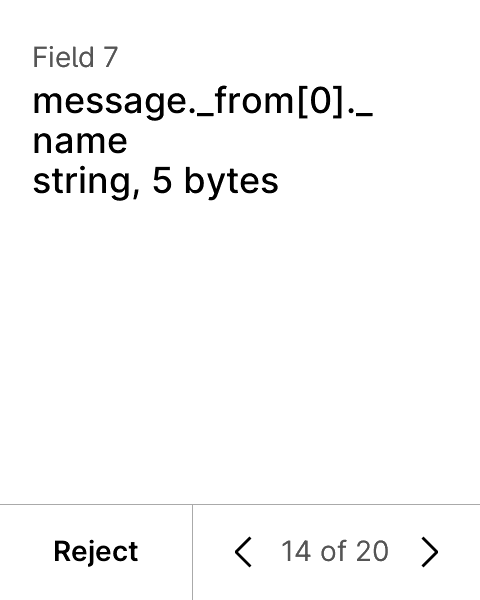 Field 7
message._from[0]._
name
string, 5 bytes
Reject
14 of 20